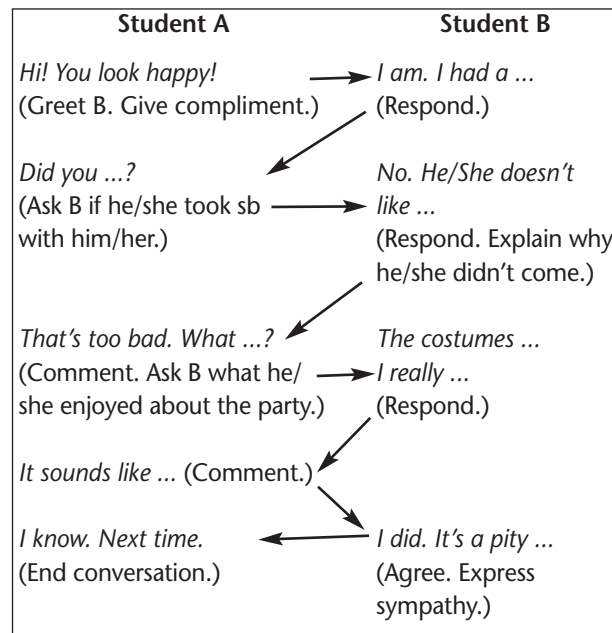 Student A
Student B
Hi! You look happy!
(Greet B. Give compliment.)
I am. I had a ...
(Respond.)
Did you ...?
(Ask B if he/she took sb
with him/her.)
No. He/She doesn't
like ...
(Respond. Explain why
he/she didn't come.)
That's too bad. What ...?
(Comment. Ask B what he/
she enjoyed about the party.)
The costumes ...
I really ...
(Respond.)
It sounds like ... (Comment.)
I did. It's a pity ...
(Agree. Express
sympathy.)
I know. Next time.
(End conversation.)